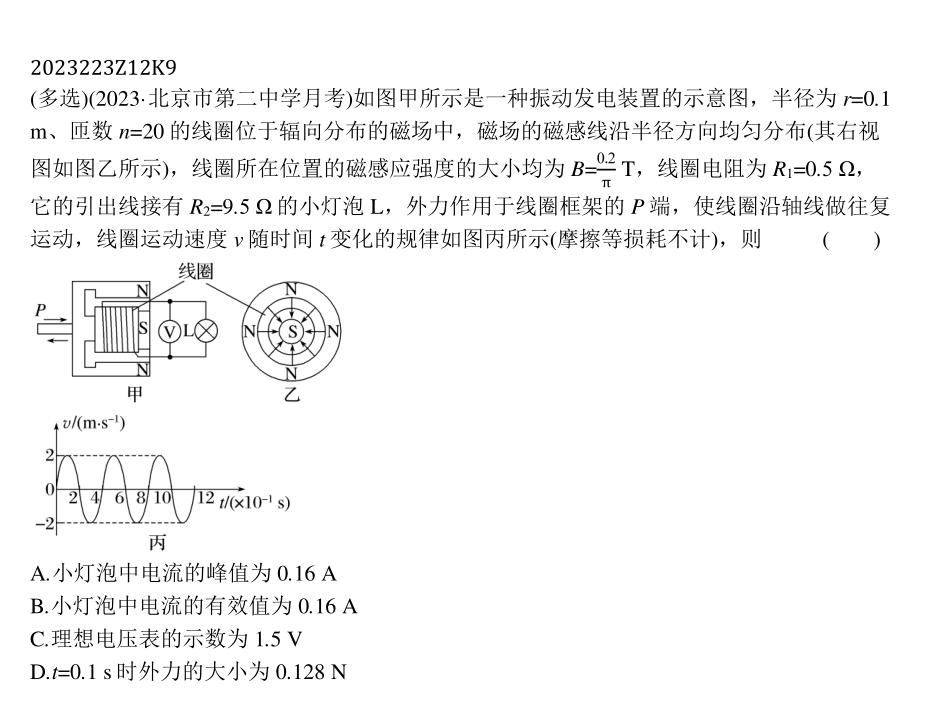 2023223Z12K9
(多选)(2023·北京市第二中学月考)如图甲所示是一种振动发电装置的示意图，半径为 r=0.1
m、匝数 n=20 的线圈位于辐向分布的磁场中，磁场的磁感线沿半径方向均匀分布(其右视
图如图乙所示)，线圈所在位置的磁感应强度的大小均为 B=0.2/π T，线圈电阻为 R₁=0.5 Ω，
它的引出线接有 R₂=9.5 Ω 的小灯泡 L，外力作用于线圈框架的 P 端，使线圈沿轴线做往复
运动，线圈运动速度 v 随时间 t 变化的规律如图丙所示(摩擦等损耗不计)，则 ( )
线圈
P N S N V L
N N S N N
甲 乙
v/(m·s⁻¹)
2
0 2 4 6 8 10 12 t/(×10⁻¹ s)
−2
丙
A.小灯泡中电流的峰值为 0.16 A
B.小灯泡中电流的有效值为 0.16 A
C.理想电压表的示数为 1.5 V
D.t=0.1 s 时外力的大小为 0.128 N